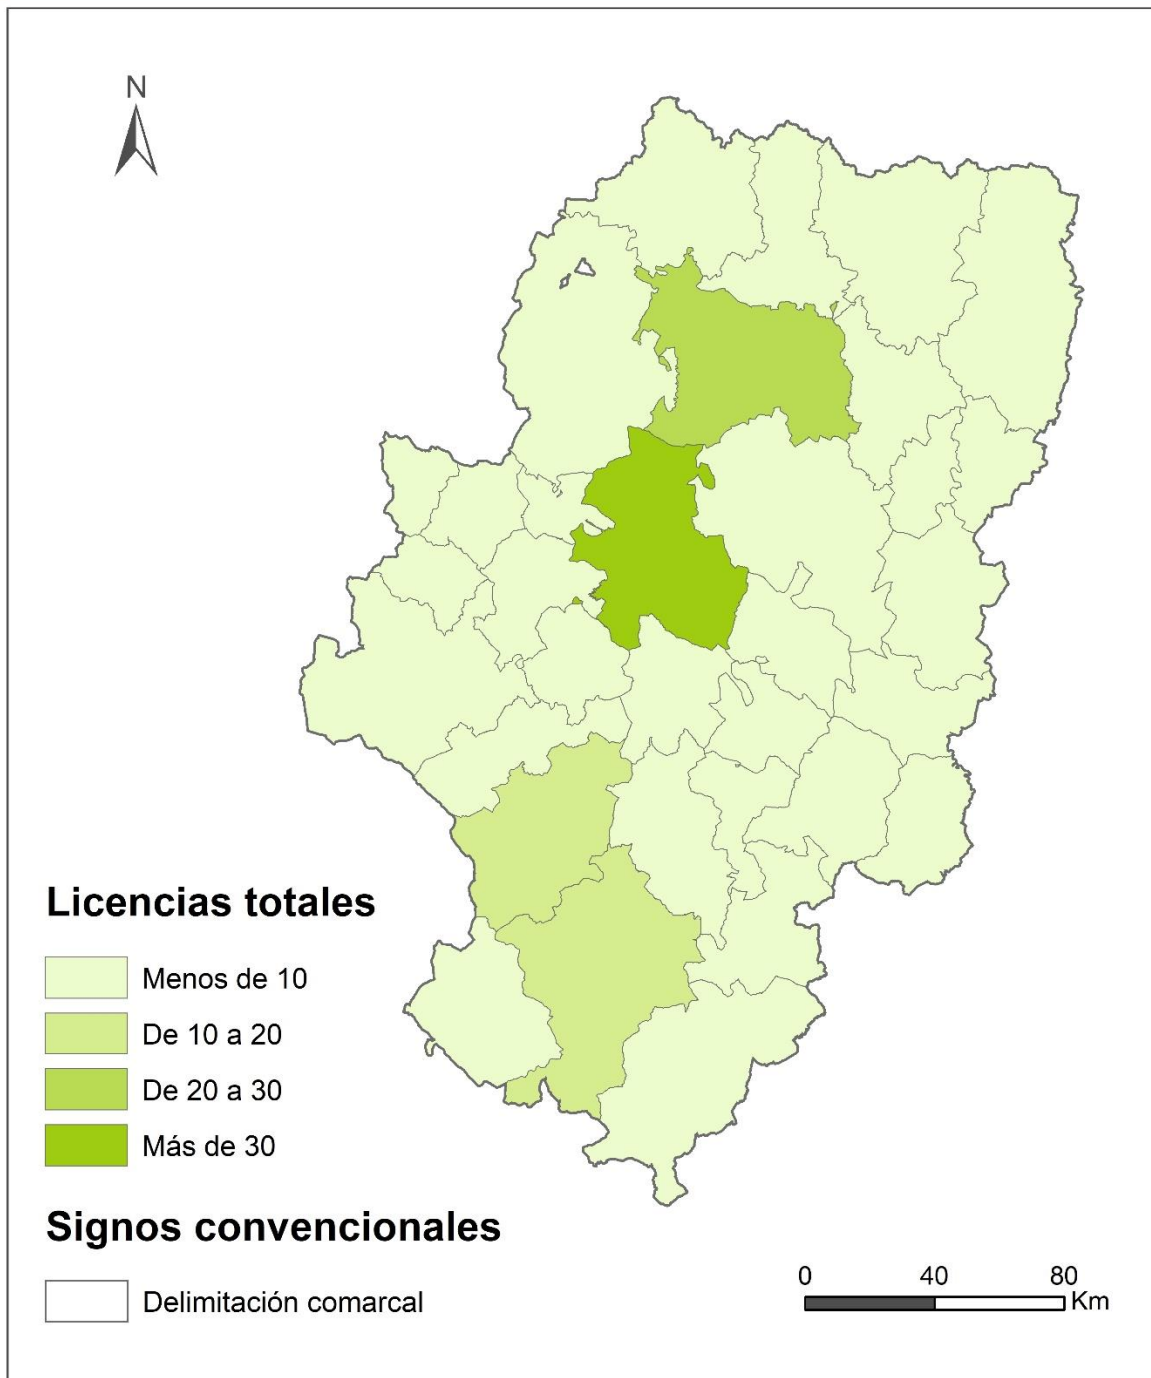 N
Licencias totales
Menos de 10
De 10 a 20
De 20 a 30
Más de 30
Signos convencionales
Delimitación comarcal
0 40 80
Km